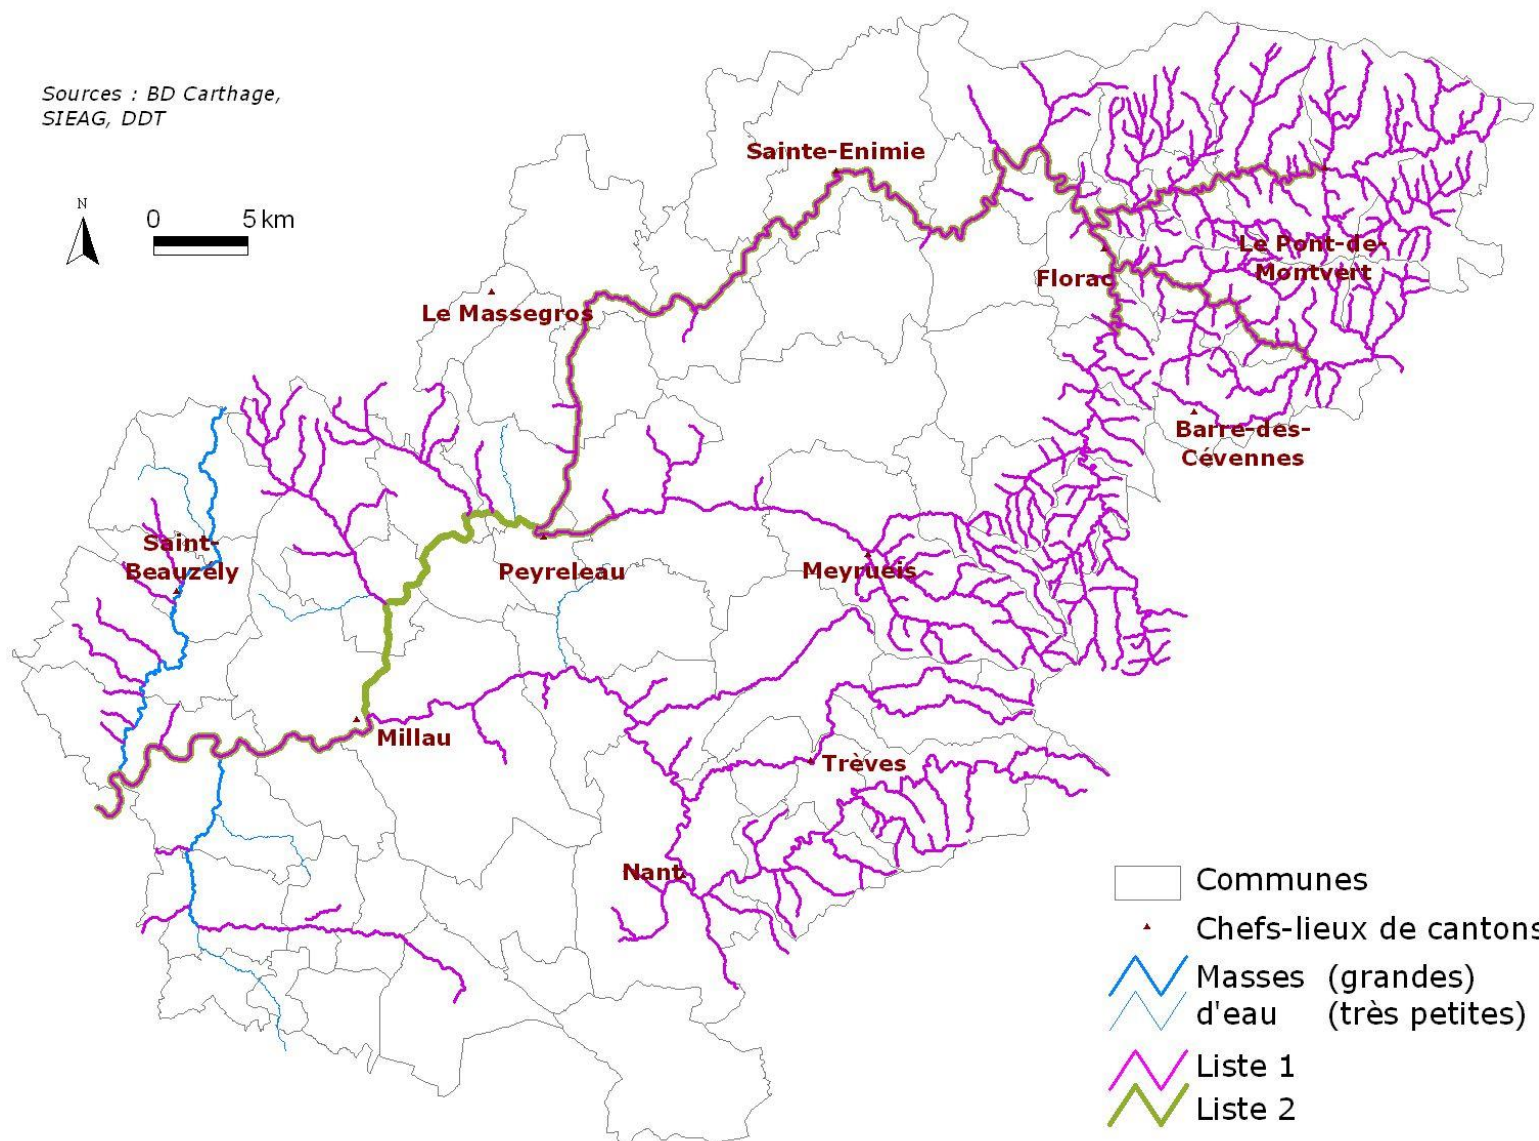 Sources : BD Carthage,
SIEAG, DDT
N
0 5 km
Sainte-Enimie
Le Pont-de-
Montvert
Florac
Le Massegros
Barre-des-
Cévennes
Saint-
Beauzély
Peyreleau
Meyrueis
Millau
Trèves
Nant
Communes
Chefs-lieux de cantons
Masses (grandes)
d'eau (très petites)
Liste 1
Liste 2